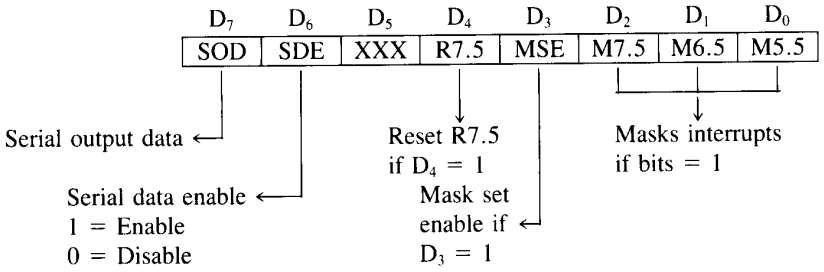 D₇ D₆ D₅ D₄ D₃ D₂ D₁ D₀
SOD SDE XXX R7.5 MSE M7.5 M6.5 M5.5
Serial output data
Serial data enable
1 = Enable
0 = Disable
Reset R7.5
if D₄ = 1
Mask set
enable if
D₃ = 1
Masks interrupts
if bits = 1